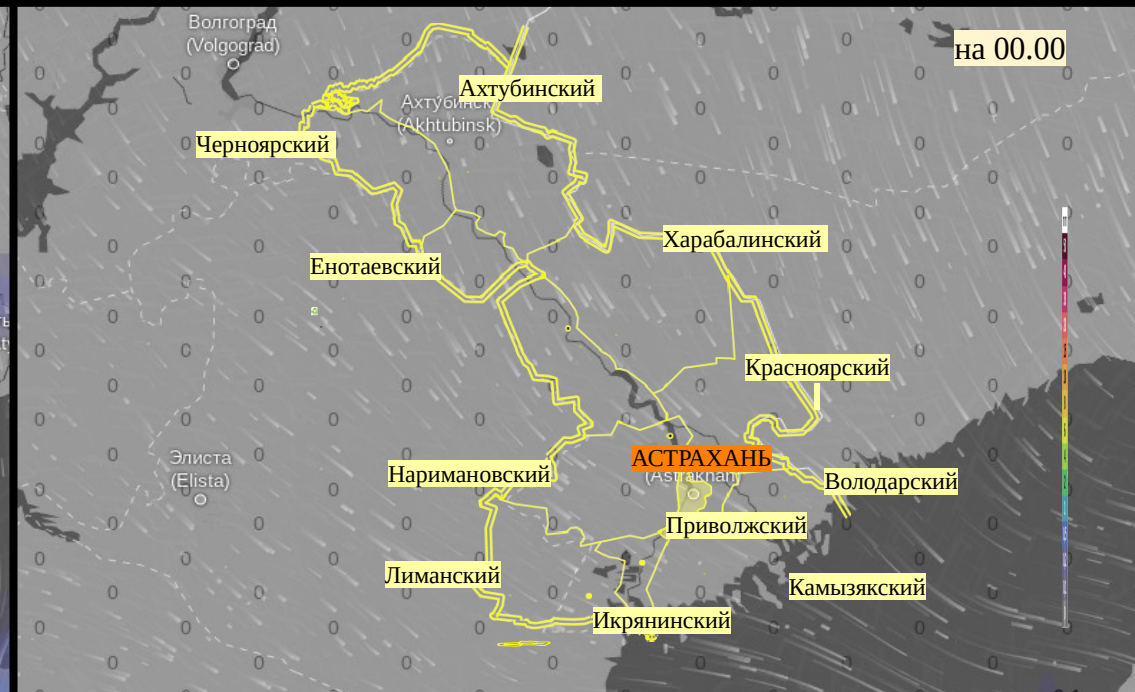 Волгоград
(Volgograd)
на 00.00
Ахтубинский
Ахтубинск
(Akhtubinsk)
Черноярский
Харабалинский
Енотаевский
Красноярский
АСТРАХАНЬ
(Astrakhan)
Элиста
(Elista)
Наримановский
Володарский
Приволжский
Лиманский
Камызякский
Икрянинский